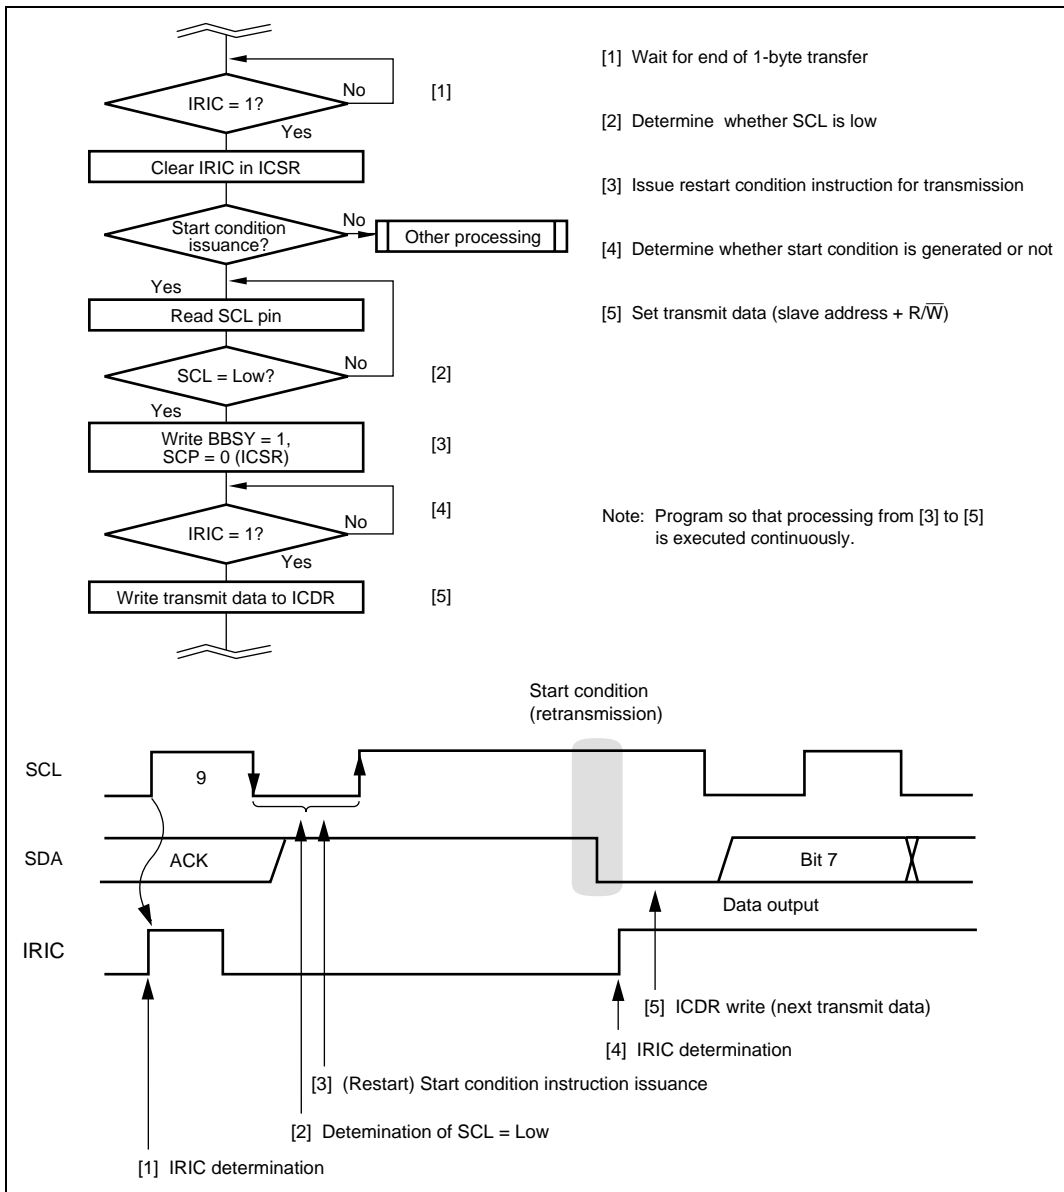 IRIC = 1?
No
Yes
[1]
Clear IRIC in ICSR
Start condition
issuance?
No
Other processing
Yes
Read SCL pin
SCL = Low?
No
[2]
Yes
Write BBSY = 1,
SCP = 0 (ICSR)
[3]
IRIC = 1?
No
[4]
Yes
Write transmit data to ICDR
[5]
[1] Wait for end of 1-byte transfer
[2] Determine whether SCL is low
[3] Issue restart condition instruction for transmission
[4] Determine whether start condition is generated or not
[5] Set transmit data (slave address + R/W̅)
Note: Program so that processing from [3] to [5]
is executed continuously.
Start condition
(retransmission)
SCL
9
SDA
ACK
Bit 7
Data output
IRIC
[5] ICDR write (next transmit data)
[4] IRIC determination
[3] (Restart) Start condition instruction issuance
[2] Detemination of SCL = Low
[1] IRIC determination